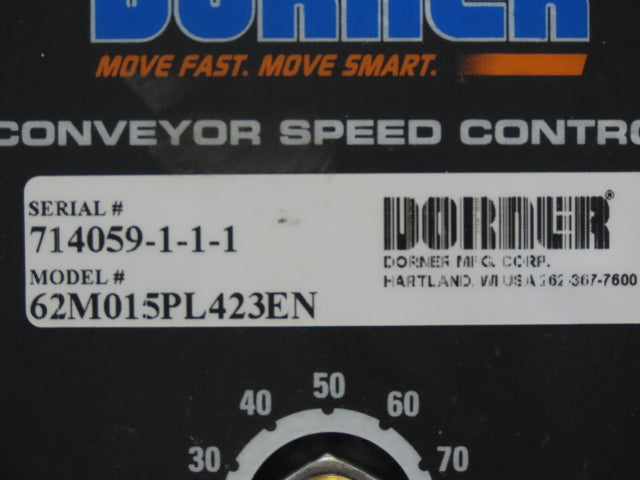 DORNER
MOVE FAST. MOVE SMART.
CONVEYOR SPEED CONTRO
SERIAL #
714059-1-1-1
MODEL #
62M015PL423EN
DORNER®
DORNER MFG. CORP.
HARTLAND, WI USA 262-367-7600
30 40 50 60 70